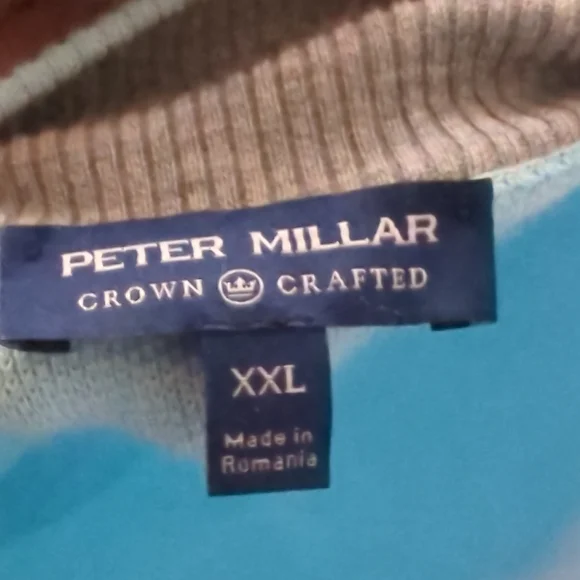 PETER MILLAR
CROWN CRAFTED
XXL
Made in
Romania